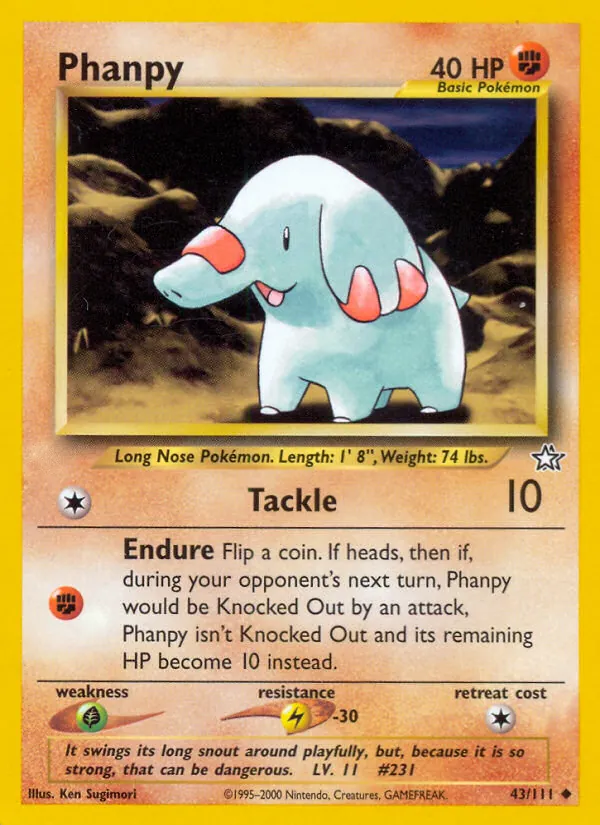 Phanpy
40 HP
Basic Pokémon
Long Nose Pokémon. Length: 1' 8", Weight: 74 lbs.
Tackle 10
Endure Flip a coin. If heads, then if,
during your opponent's next turn, Phanpy
would be Knocked Out by an attack,
Phanpy isn't Knocked Out and its remaining
HP become 10 instead.
weakness resistance retreat cost
-30
It swings its long snout around playfully, but, because it is so
strong, that can be dangerous. LV. 11 #231
Illus. Ken Sugimori ©1995-2000 Nintendo, Creatures, GAMEFREAK. 43/111